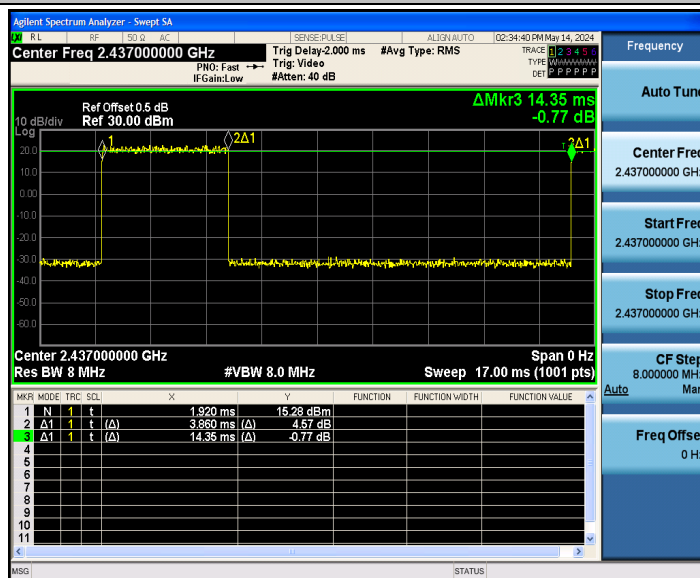 Agilent Spectrum Analyzer - Swept SA
LXI RL RF 50 Ω AC SENSE:PULSE ALIGN AUTO 02:34:40 PM May 14, 2024
Center Freq 2.437000000 GHz
PNO: Fast
IFGain:Low
Trig Delay-2.000 ms
Trig: Video
#Atten: 40 dB
#Avg Type: RMS
TRACE 1 2 3 4 5 6
TYPE W
DET P P P P P P
Frequency
Auto Tune
Center Freq
2.437000000 GHz
Start Freq
2.437000000 GHz
Stop Freq
2.437000000 GHz
CF Step
8.000000 MHz
Auto Man
Freq Offset
0 Hz
ΔMkr3 14.35 ms
-0.77 dB
Ref Offset 0.5 dB
10 dB/div Ref 30.00 dBm
Log
1
2Δ1
3Δ1
20.0
10.0
0.00
-10.0
-20.0
-30.0
-40.0
-50.0
-60.0
Center 2.437000000 GHz Span 0 Hz
Res BW 8 MHz #VBW 8.0 MHz Sweep 17.00 ms (1001 pts)
MKR MODE TRC SCL X Y FUNCTION FUNCTION WIDTH FUNCTION VALUE
1 N 1 t 1.920 ms 15.28 dBm
2 Δ1 1 t (Δ) 3.860 ms (Δ) 4.57 dB
3 Δ1 1 t (Δ) 14.35 ms (Δ) -0.77 dB
4
5
6
7
8
9
10
11
MSG STATUS